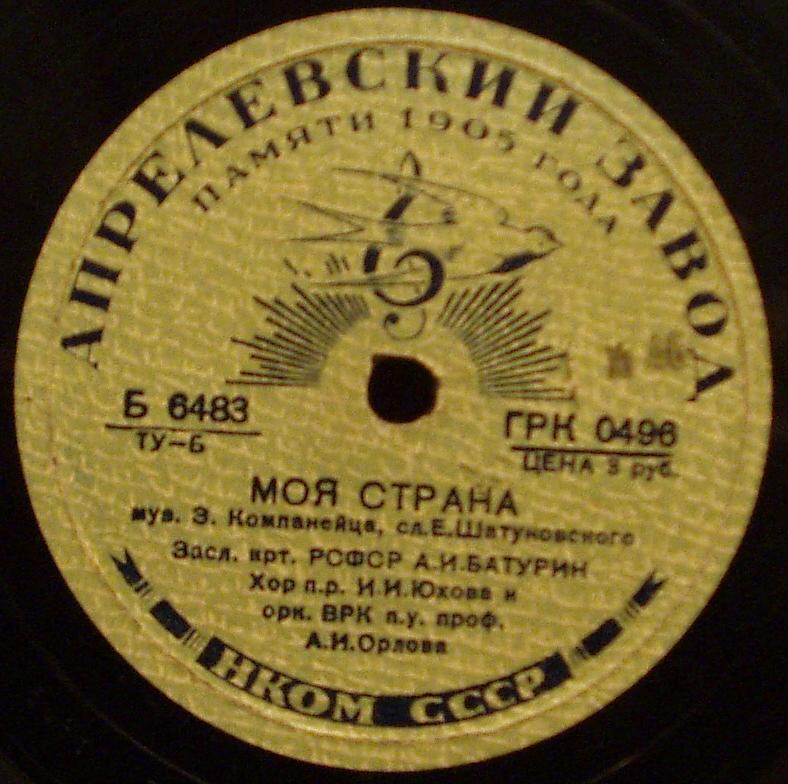 АПРЕЛЕВСКИЙ ЗАВОД
ПАМЯТИ 1905 ГОДА
Б 6483
ТУ—Б
ГРК 0496
ЦЕНА 3 руб.
МОЯ СТРАНА
муз. З. Компанейца, сл. Е. Шатуновского
Засл. арт. РСФСР А.И.БАТУРИН
Хор п.р. И.И.Юхова и
орк. ВРК п.у. проф.
А.И.Орлова
НКОМ СССР